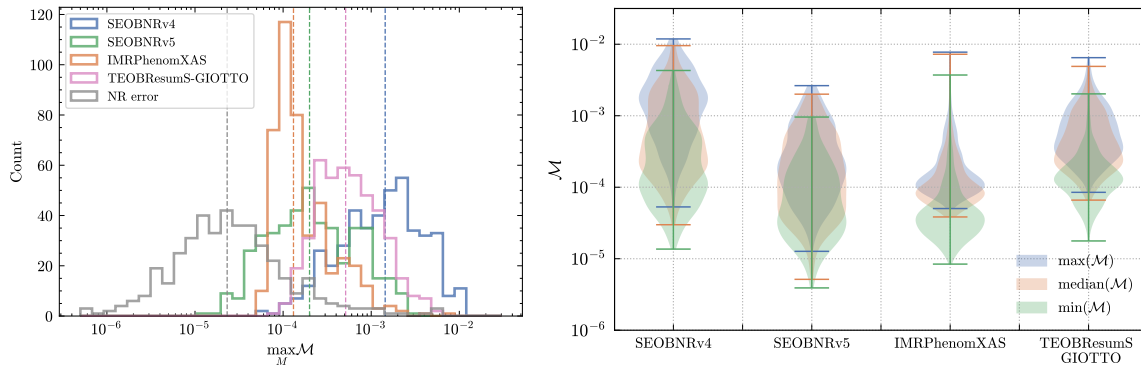 120
100
80
60
40
20
0
Count
SEOBNRv4
SEOBNRv5
IMRPhenomXAS
TEOBResumS-GIOTTO
NR error
10⁻⁶ 10⁻⁵ 10⁻⁴ 10⁻³ 10⁻²
max ℳ
M
10⁻²
10⁻³
10⁻⁴
10⁻⁵
10⁻⁶
ℳ
max(ℳ)
median(ℳ)
min(ℳ)
SEOBNRv4 SEOBNRv5 IMRPhenomXAS TEOBResumS
GIOTTO